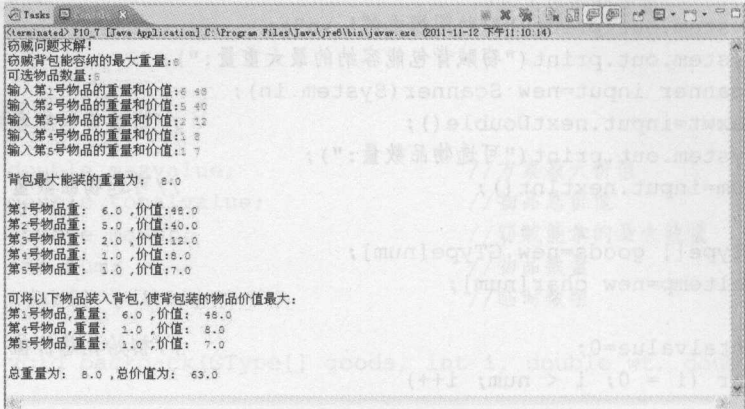 Tasks
<terminated> P10_7 [Java Application] C:\Program Files\Java\jre6\bin\javaw.exe (2011-11-12 下午11:10:14)
窃贼问题求解！
窃贼背包能容纳的最大重量:8
可选物品数量:5
输入第1号物品的重量和价值:6 48
输入第2号物品的重量和价值:5 40
输入第3号物品的重量和价值:2 12
输入第4号物品的重量和价值:1 8
输入第5号物品的重量和价值:1 7
背包最大能装的重量为: 8.0
第1号物品重: 6.0 ,价值:48.0
第2号物品重: 5.0 ,价值:40.0
第3号物品重: 2.0 ,价值:12.0
第4号物品重: 1.0 ,价值:8.0
第5号物品重: 1.0 ,价值:7.0
可将以下物品装入背包,使背包装的物品价值最大:
第1号物品,重量: 6.0 ,价值: 48.0
第4号物品,重量: 1.0 ,价值: 8.0
第5号物品,重量: 1.0 ,价值: 7.0
总重量为: 8.0 ,总价值为: 63.0